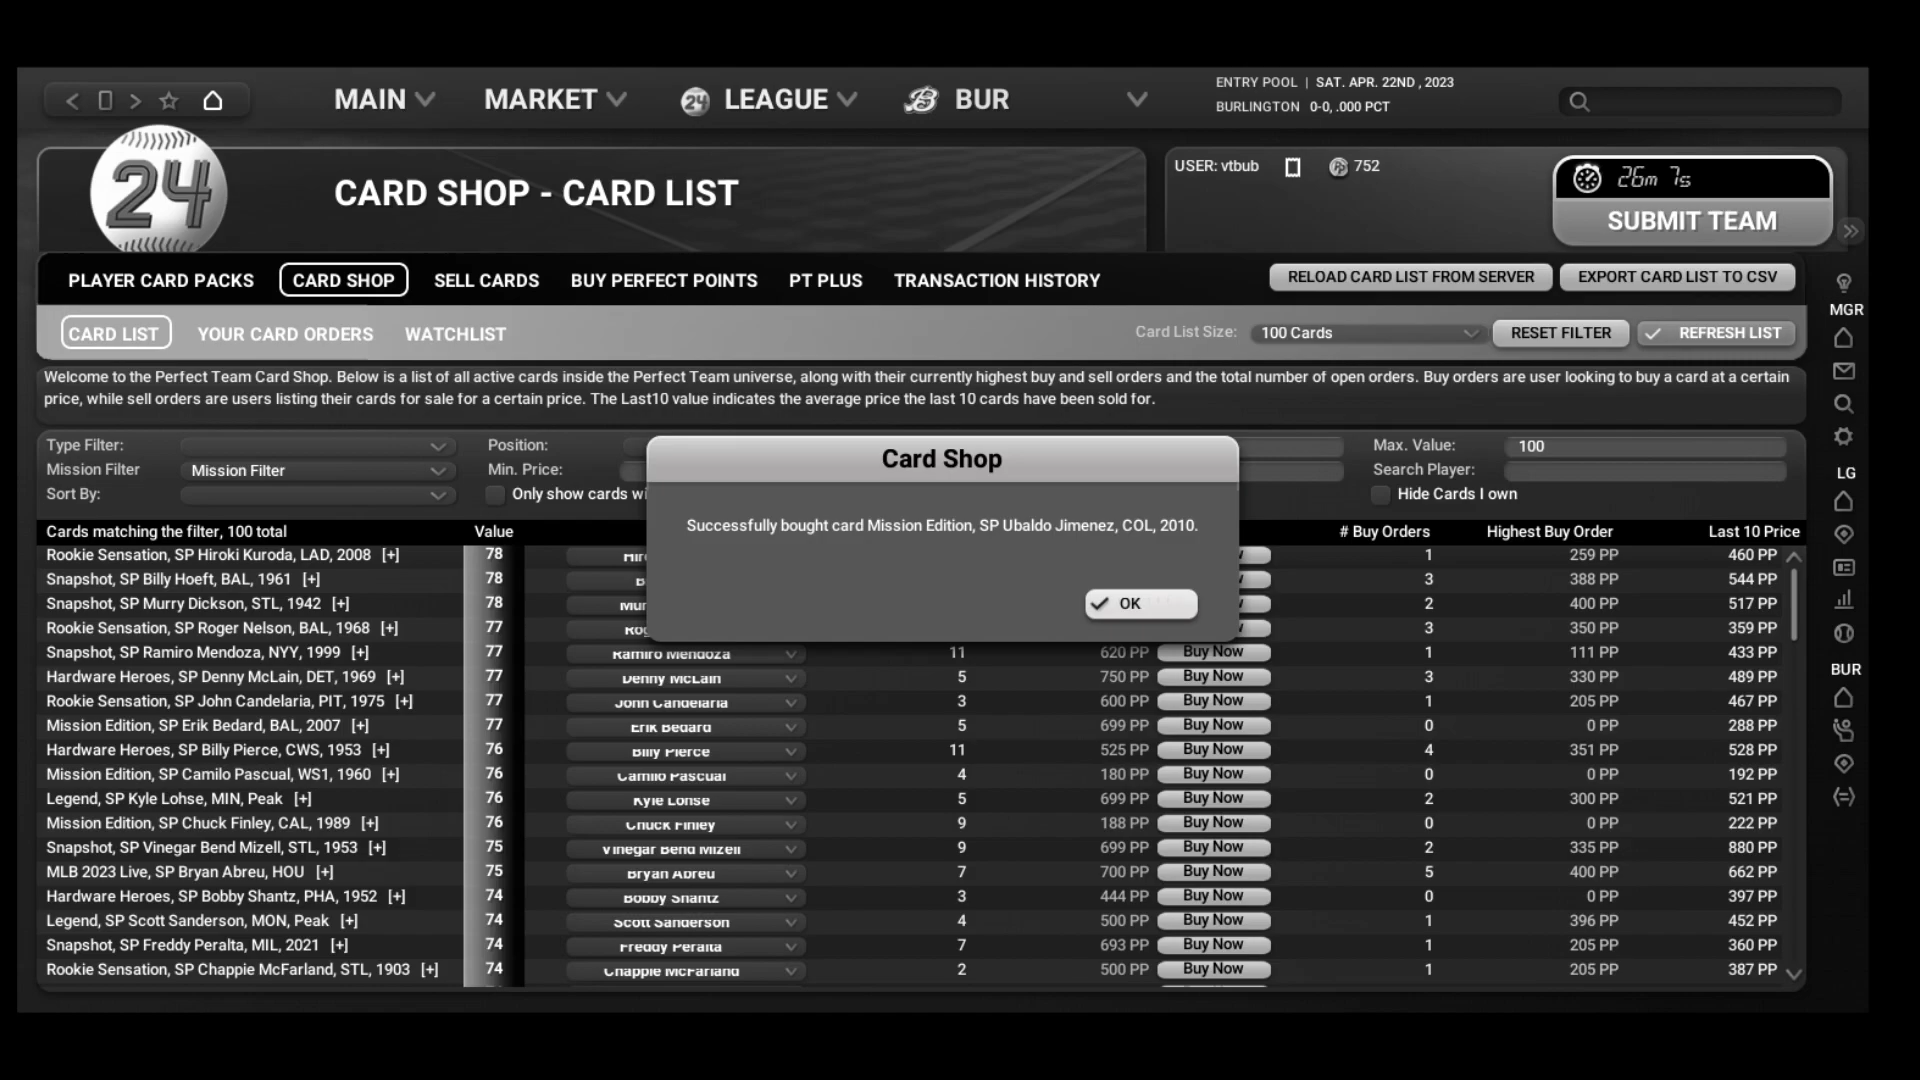 MAIN
MARKET
24 LEAGUE
B BUR
ENTRY POOL | SAT. APR. 22ND , 2023
BURLINGTON 0-0, .000 PCT
24
CARD SHOP - CARD LIST
USER: vtbub 752
26m 7s
SUBMIT TEAM
PLAYER CARD PACKS CARD SHOP SELL CARDS BUY PERFECT POINTS PT PLUS TRANSACTION HISTORY RELOAD CARD LIST FROM SERVER EXPORT CARD LIST TO CSV
CARD LIST YOUR CARD ORDERS WATCHLIST Card List Size: 100 Cards RESET FILTER REFRESH LIST
Welcome to the Perfect Team Card Shop. Below is a list of all active cards inside the Perfect Team universe, along with their currently highest buy and sell orders and the total number of open orders. Buy orders are user looking to buy a card at a certain
price, while sell orders are users listing their cards for sale for a certain price. The Last10 value indicates the average price the last 10 cards have been sold for.
Type Filter: Position: Max. Value: 100
Mission Filter Mission Filter Min. Price: Search Player:
Sort By: Only show cards wi Hide Cards I own
Card Shop
Successfully bought card Mission Edition, SP Ubaldo Jimenez, COL, 2010.
OK
Cards matching the filter, 100 total Value # Buy Orders Highest Buy Order Last 10 Price
Rookie Sensation, SP Hiroki Kuroda, LAD, 2008 [+] 78 1 259 PP 460 PP
Snapshot, SP Billy Hoeft, BAL, 1961 [+] 78 3 388 PP 544 PP
Snapshot, SP Murry Dickson, STL, 1942 [+] 78 2 400 PP 517 PP
Rookie Sensation, SP Roger Nelson, BAL, 1968 [+] 77 3 350 PP 359 PP
Snapshot, SP Ramiro Mendoza, NYY, 1999 [+] 77 Ramiro Mendoza 11 620 PP Buy Now 1 111 PP 433 PP
Hardware Heroes, SP Denny McLain, DET, 1969 [+] 77 Denny McLain 5 750 PP Buy Now 3 330 PP 489 PP
Rookie Sensation, SP John Candelaria, PIT, 1975 [+] 77 John Candelaria 3 600 PP Buy Now 1 205 PP 467 PP
Mission Edition, SP Erik Bedard, BAL, 2007 [+] 77 Erik Bedard 5 699 PP Buy Now 0 0 PP 288 PP
Hardware Heroes, SP Billy Pierce, CWS, 1953 [+] 76 Billy Pierce 11 525 PP Buy Now 4 351 PP 528 PP
Mission Edition, SP Camilo Pascual, WS1, 1960 [+] 76 Camilo Pascual 4 180 PP Buy Now 0 0 PP 192 PP
Legend, SP Kyle Lohse, MIN, Peak [+] 76 Kyle Lohse 5 699 PP Buy Now 2 300 PP 521 PP
Mission Edition, SP Chuck Finley, CAL, 1989 [+] 76 Chuck Finley 9 188 PP Buy Now 0 0 PP 222 PP
Snapshot, SP Vinegar Bend Mizell, STL, 1953 [+] 75 Vinegar Bend Mizell 9 699 PP Buy Now 2 335 PP 880 PP
MLB 2023 Live, SP Bryan Abreu, HOU [+] 75 Bryan Abreu 7 700 PP Buy Now 5 400 PP 662 PP
Hardware Heroes, SP Bobby Shantz, PHA, 1952 [+] 74 Bobby Shantz 3 444 PP Buy Now 0 0 PP 397 PP
Legend, SP Scott Sanderson, MON, Peak [+] 74 Scott Sanderson 4 500 PP Buy Now 1 396 PP 452 PP
Snapshot, SP Freddy Peralta, MIL, 2021 [+] 74 Freddy Peralta 7 693 PP Buy Now 1 205 PP 360 PP
Rookie Sensation, SP Chappie McFarland, STL, 1903 [+] 74 Chappie McFarland 2 500 PP Buy Now 1 205 PP 387 PP
MGR
LG
BUR